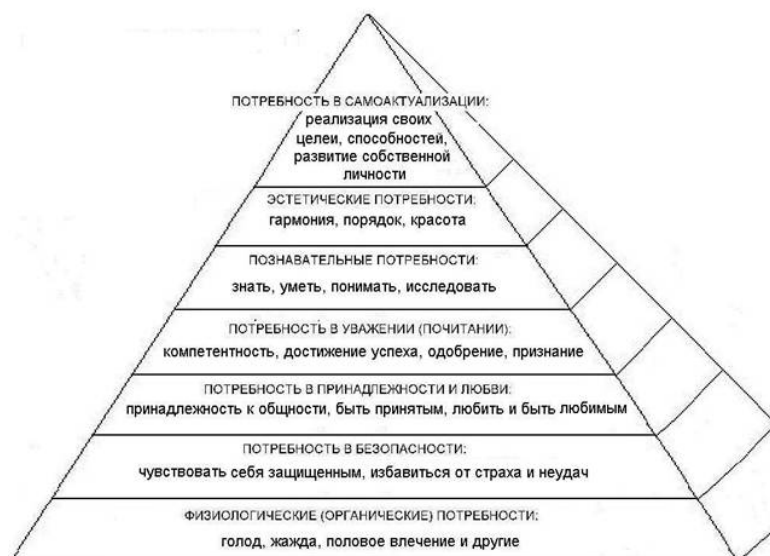 ПОТРЕБНОСТЬ В САМОАКТУАЛИЗАЦИИ:
реализация своих
целеи, способностей,
развитие собственной
личности
ЭСТЕТИЧЕСКИЕ ПОТРЕБНОСТИ:
гармония, порядок, красота
ПОЗНАВАТЕЛЬНЫЕ ПОТРЕБНОСТИ:
знать, уметь, понимать, исследовать
ПОТРЕБНОСТЬ В УВАЖЕНИИ (ПОЧИТАНИИ):
компетентность, достижение успеха, одобрение, признание
ПОТРЕБНОСТЬ В ПРИНАДЛЕЖНОСТИ И ЛЮБВИ:
принадлежность к общности, быть принятым, любить и быть любимым
ПОТРЕБНОСТЬ В БЕЗОПАСНОСТИ:
чувствовать себя защищенным, избавиться от страха и неудач
ФИЗИОЛОГИЧЕСКИЕ (ОРГАНИЧЕСКИЕ) ПОТРЕБНОСТИ:
голод, жажда, половое влечение и другие